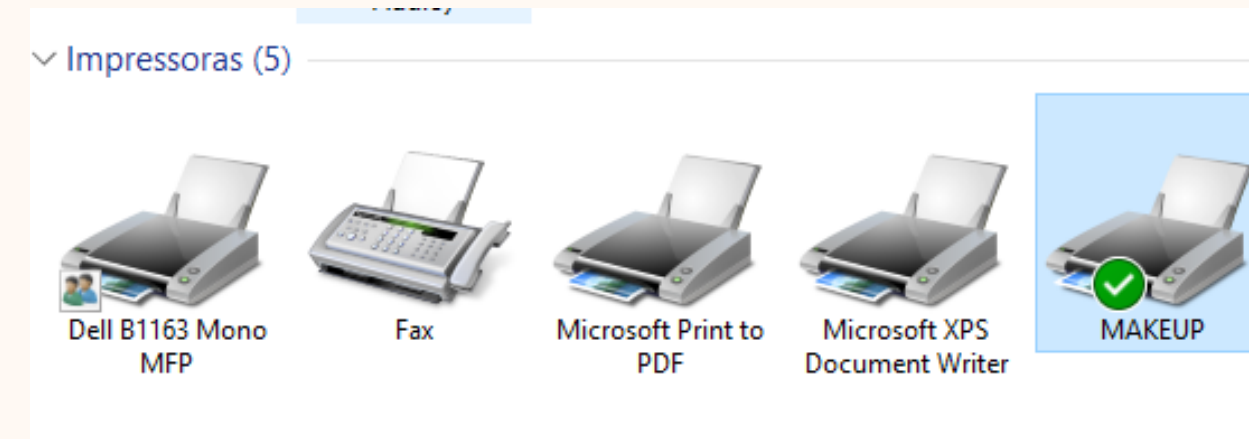 Impressoras (5)
Dell B1163 Mono
MFP
Fax
Microsoft Print to
PDF
Microsoft XPS
Document Writer
MAKEUP